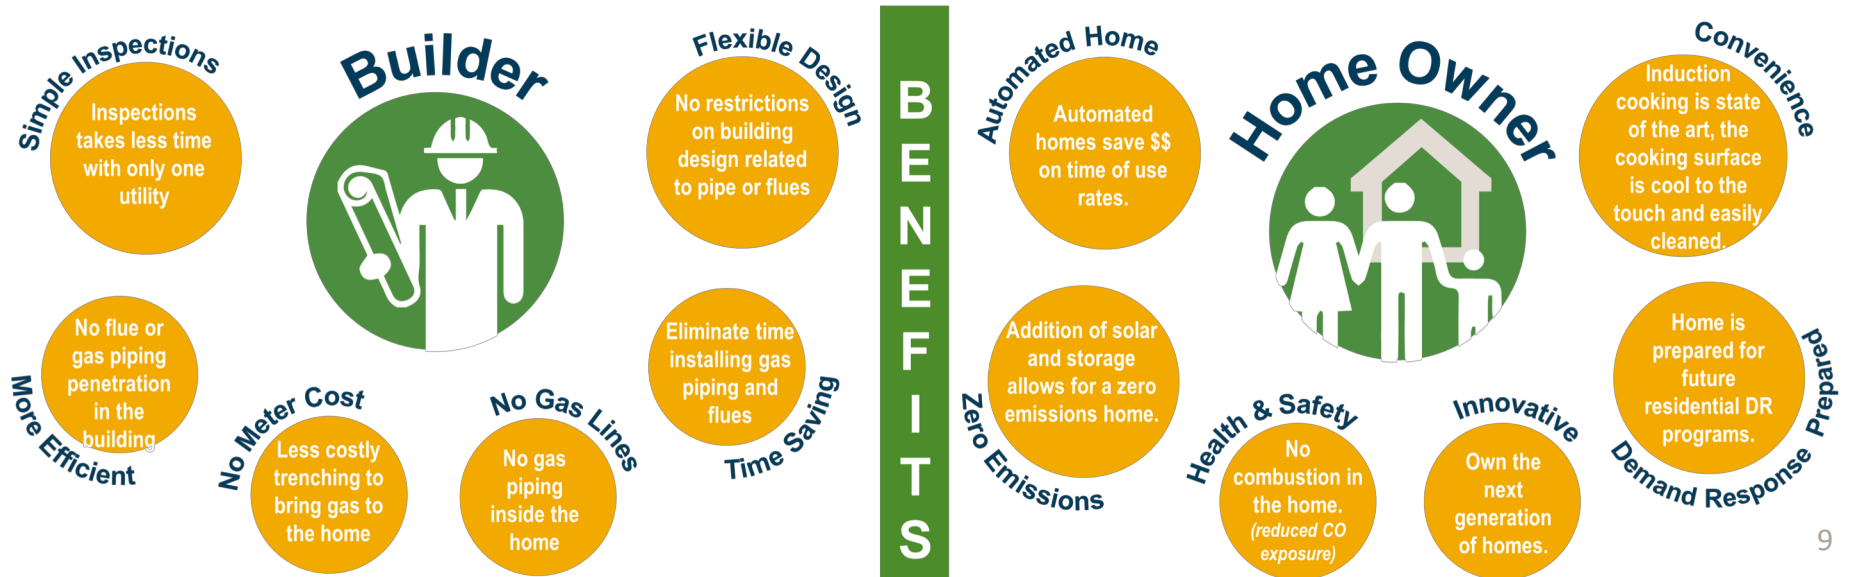 Builder
Simple Inspections
Inspections
takes less time
with only one
utility
Flexible Design
No restrictions
on building
design related
to pipe or flues
More Efficient
No flue or
gas piping
penetration
in the
building
No Meter Cost
Less costly
trenching to
bring gas to
the home
No Gas Lines
No gas
piping
inside the
home
Time Saving
Eliminate time
installing gas
piping and
flues
BENEFITS
Home Owner
Automated Home
Automated
homes save $$
on time of use
rates.
Convenience
Induction
cooking is state
of the art, the
cooking surface
is cool to the
touch and easily
cleaned.
Zero Emissions
Addition of solar
and storage
allows for a zero
emissions home.
Health & Safety
No
combustion in
the home.
(reduced CO
exposure)
Innovative
Own the
next
generation
of homes.
Demand Response Prepared
Home is
prepared for
future
residential DR
programs.
9